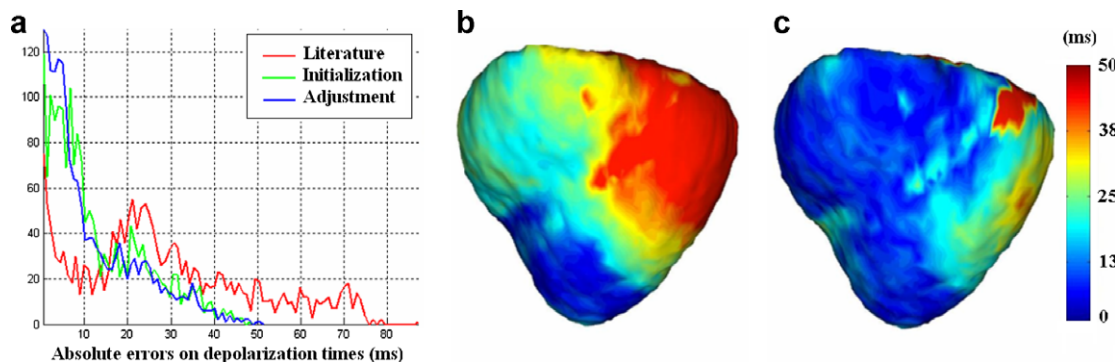 a
120
100
80
60
40
20
0
10 20 30 40 50 60 70 80
Absolute errors on depolarization times (ms)
Literature
Initialization
Adjustment
b
c
(ms)
50
38
25
13
0